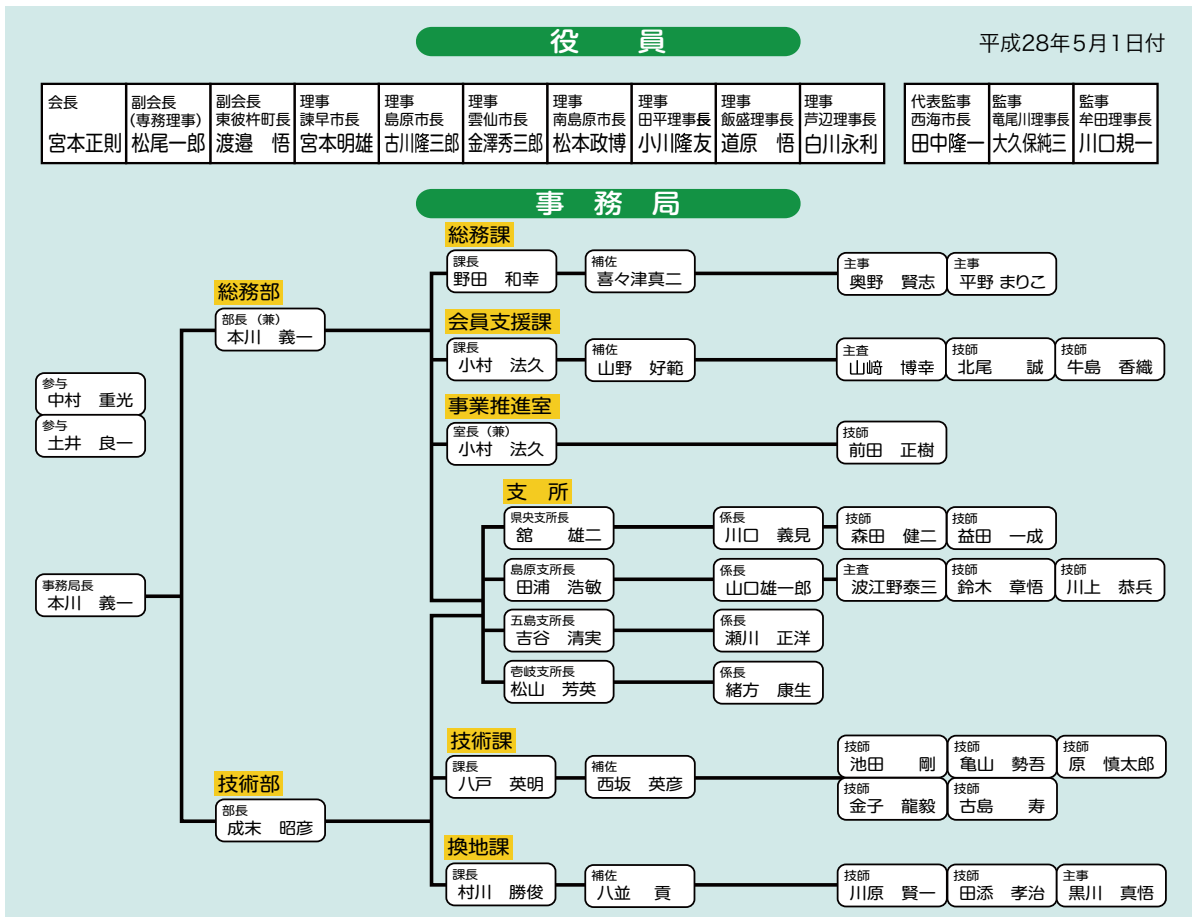 役　員
平成28年5月1日付
会長
宮本正則
副会長
(専務理事)
松尾一郎
副会長
東彼杵町長
渡邉　悟
理事
諫早市長
宮本明雄
理事
島原市長
古川隆三郎
理事
雲仙市長
金澤秀三郎
理事
南島原市長
松本政博
理事
田平理事長
小川隆友
理事
飯盛理事長
道原　悟
理事
芦辺理事長
白川永利
代表監事
西海市長
田中隆一
監事
竜尾川理事長
大久保純三
監事
牟田理事長
川口規一
事 務 局
総務課
課長
野田　和幸
補佐
喜々津真二
主事
奥野　賢志
主事
平野 まりこ
総務部
部長（兼）
本川　義一
会員支援課
課長
小村　法久
補佐
山野　好範
主査
山﨑　博幸
技師
北尾　誠
技師
牛島　香織
参与
中村　重光
参与
土井　良一
事業推進室
室長（兼）
小村　法久
技師
前田　正樹
支　所
県央支所長
舘　雄二
係長
川口　義見
技師
森田　健二
技師
益田　一成
島原支所長
田浦　浩敏
係長
山口雄一郎
主査
波江野泰三
技師
鈴木　章悟
技師
川上　恭兵
事務局長
本川　義一
五島支所長
吉谷　清実
係長
瀬川　正洋
壱岐支所長
松山　芳英
係長
緒方　康生
技術課
課長
八戸　英明
補佐
西坂　英彦
技師
池田　剛
技師
亀山　勢吾
技師
原　慎太郎
技師
金子　龍毅
技師
古島　寿
技術部
部長
成末　昭彦
換地課
課長
村川　勝俊
補佐
八並　貢
技師
川原　賢一
技師
田添　孝治
主事
黒川　真悟